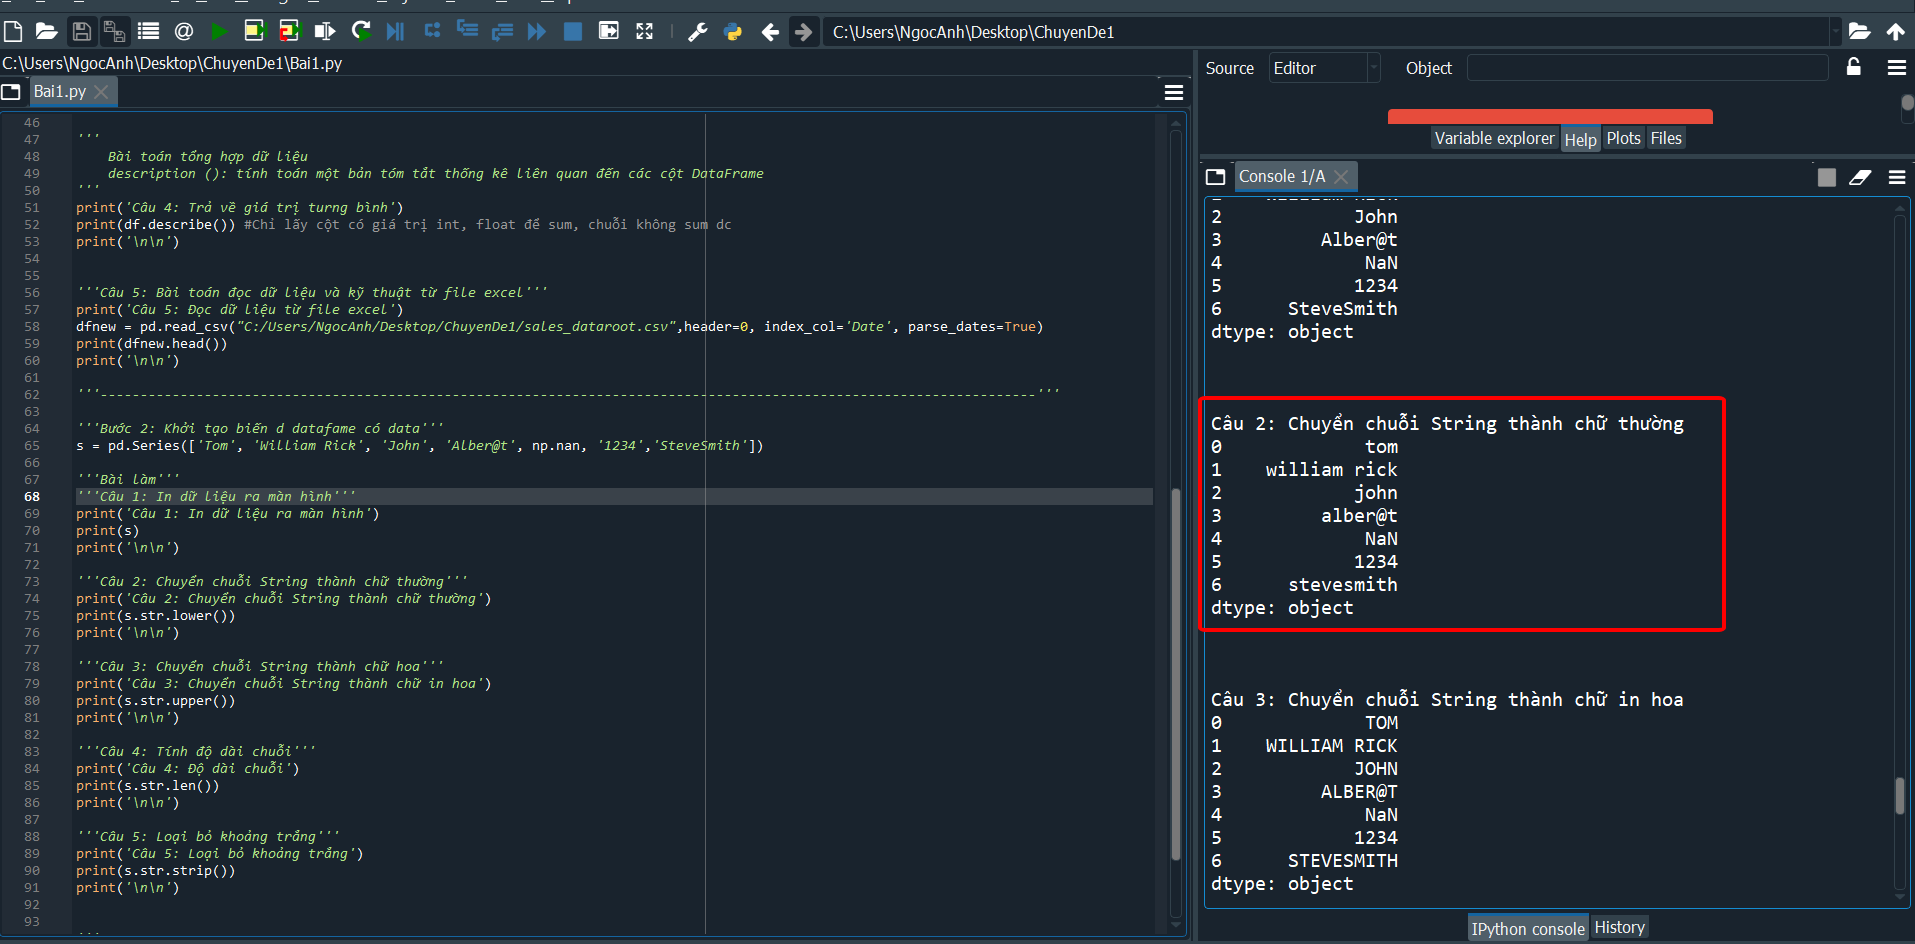 C:\Users\NgocAnh\Desktop\ChuyenDe1
C:\Users\NgocAnh\Desktop\ChuyenDe1\Bai1.py
Bai1.py
46
47 '''
48 Bài toán tổng hợp dữ liệu
49 description (): tính toán một bản tóm tắt thống kê liên quan đến các cột DataFrame
50 '''
51 print('Câu 4: Trả về giá trị turng bình')
52 print(df.describe()) #Chỉ lấy cột có giá trị int, float để sum, chuỗi không sum dc
53 print('\n\n')
54
55
56 '''Câu 5: Bài toán đọc dữ liệu và kỹ thuật từ file excel'''
57 print('Câu 5: Đọc dữ liệu từ file excel')
58 dfnew = pd.read_csv("C:/Users/NgocAnh/Desktop/ChuyenDe1/sales_dataroot.csv",header=0, index_col='Date', parse_dates=True)
59 print(dfnew.head())
60 print('\n\n')
61
62 '''------------------------------------------------------------------------------------------------------------------------'''
63
64 '''Bước 2: Khởi tạo biến d datafame có data'''
65 s = pd.Series(['Tom', 'William Rick', 'John', 'Alber@t', np.nan, '1234','SteveSmith'])
66
67 '''Bài làm'''
68 '''Câu 1: In dữ liệu ra màn hình'''
69 print('Câu 1: In dữ liệu ra màn hình')
70 print(s)
71 print('\n\n')
72
73 '''Câu 2: Chuyển chuỗi String thành chữ thường'''
74 print('Câu 2: Chuyển chuỗi String thành chữ thường')
75 print(s.str.lower())
76 print('\n\n')
77
78 '''Câu 3: Chuyển chuỗi String thành chữ hoa'''
79 print('Câu 3: Chuyển chuỗi String thành chữ in hoa')
80 print(s.str.upper())
81 print('\n\n')
82
83 '''Câu 4: Tính độ dài chuỗi'''
84 print('Câu 4: Độ dài chuỗi')
85 print(s.str.len())
86 print('\n\n')
87
88 '''Câu 5: Loại bỏ khoảng trắng'''
89 print('Câu 5: Loại bỏ khoảng trắng')
90 print(s.str.strip())
91 print('\n\n')
92
93
Source Editor Object
Variable explorer Help Plots Files
Console 1/A
2 John
3 Alber@t
4 NaN
5 1234
6 SteveSmith
dtype: object
Câu 2: Chuyển chuỗi String thành chữ thường
0 tom
1 william rick
2 john
3 alber@t
4 NaN
5 1234
6 stevesmith
dtype: object
Câu 3: Chuyển chuỗi String thành chữ in hoa
0 TOM
1 WILLIAM RICK
2 JOHN
3 ALBER@T
4 NaN
5 1234
6 STEVESMITH
dtype: object
IPython console History